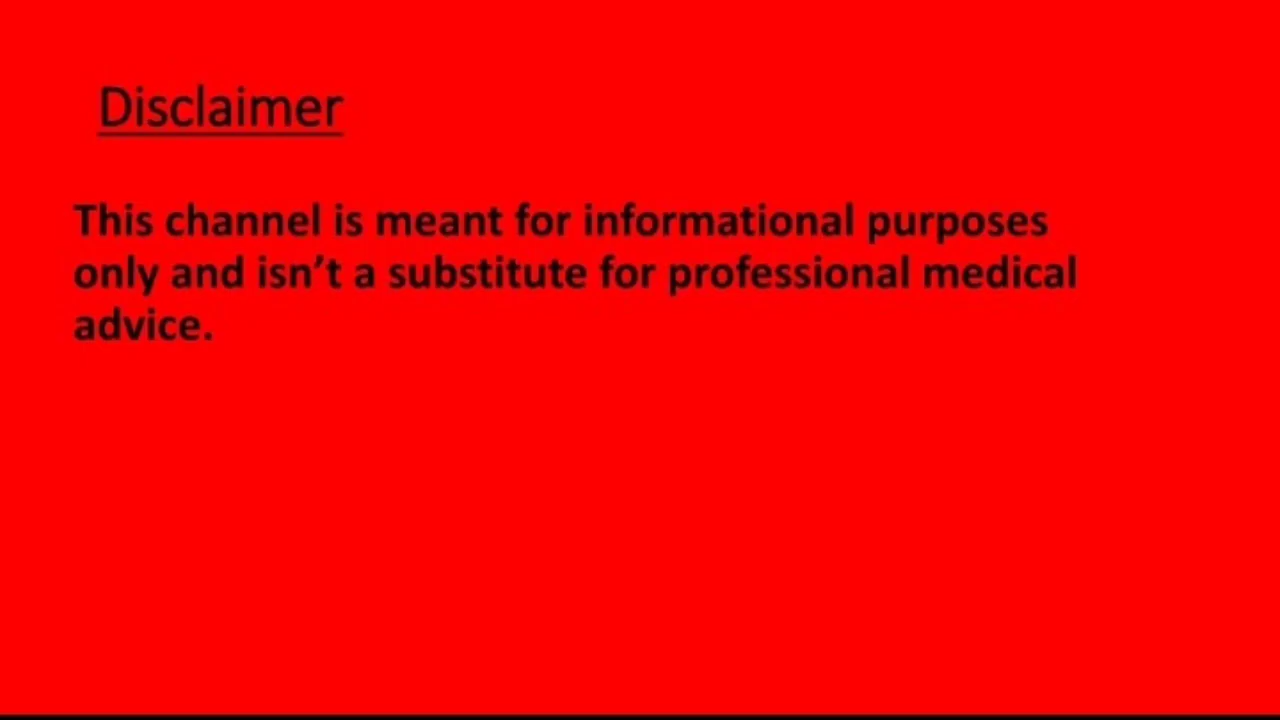 Disclaimer
This channel is meant for informational purposes
only and isn’t a substitute for professional medical
advice.